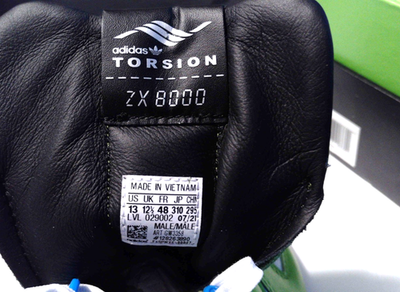 adidas
TORSION
ZX 8000
MADE IN VIETNAM
US UK FR JP CHN
13 12½ 48 310 295
LVL 029002 07/21
MALE/MALE